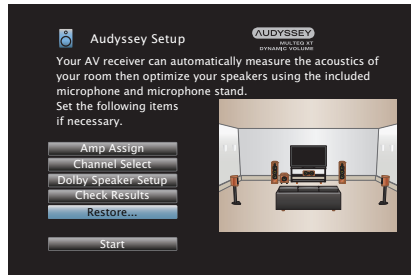 Audyssey Setup
AUDYSSEY
MULTEQ XT
DYNAMIC VOLUME
Your AV receiver can automatically measure the acoustics of
your room then optimize your speakers using the included
microphone and microphone stand.
Set the following items
if necessary.
Amp Assign
Channel Select
Dolby Speaker Setup
Check Results
Restore...
Start